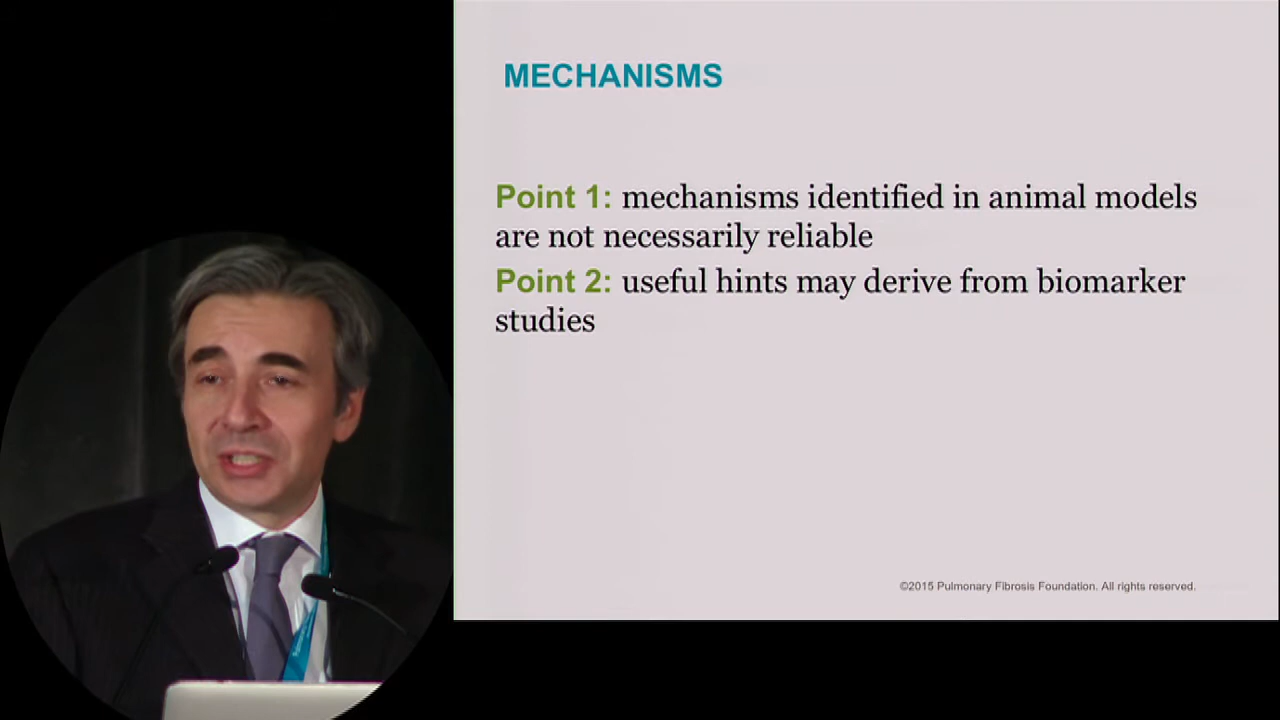 MECHANISMS
Point 1: mechanisms identified in animal models
are not necessarily reliable
Point 2: useful hints may derive from biomarker
studies
©2015 Pulmonary Fibrosis Foundation. All rights reserved.